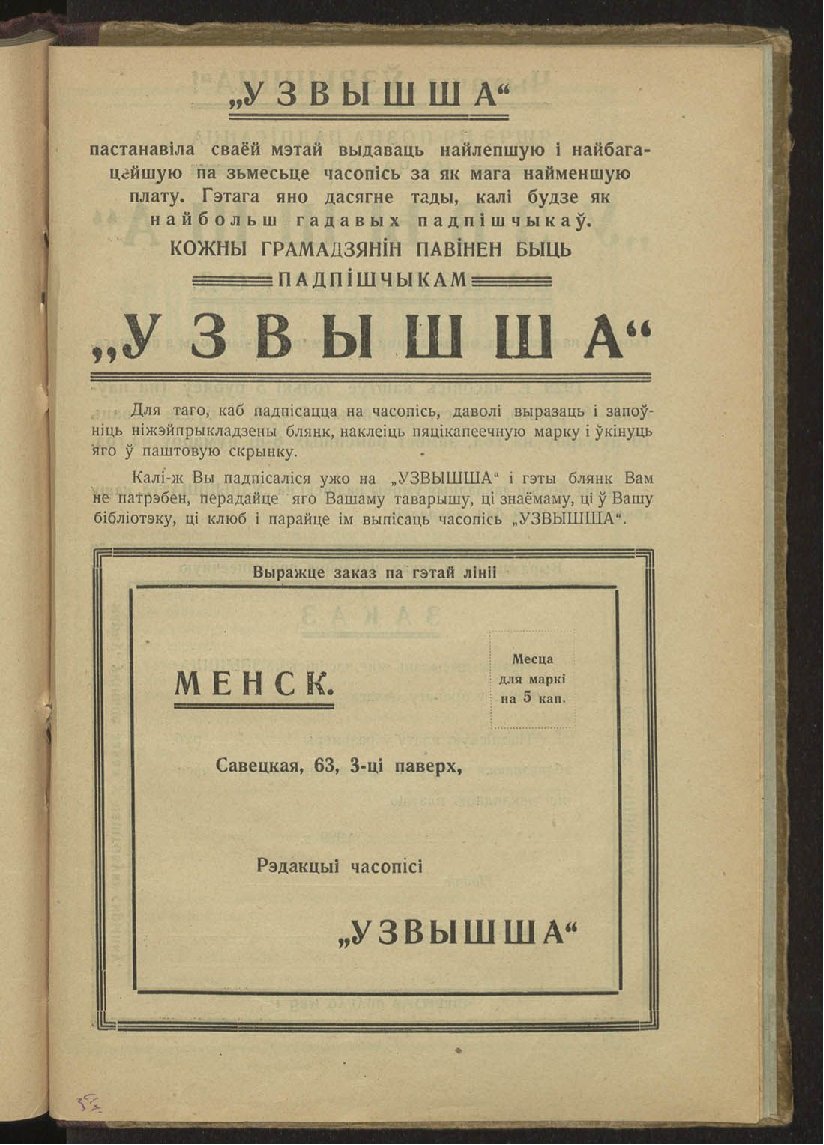 „УЗВЫШША“
пастанавіла сваёй мэтай выдаваць найлепшую і найбага-
цейшую па зьмесьце часопісь за як мага найменшую
плату. Гэтага яно дасягне тады, калі будзе як
найбольш гадавых падпішчыкаў.
КОЖНЫ ГРАМАДЗЯНІН ПАВІНЕН БЫЦЬ
ПАДПІШЧЫКАМ
„УЗВЫШША“
Для таго, каб падпісацца на часопісь, даволі выразаць і запоў-
ніць ніжэйпрыкладзены блянк, наклеіць пяцікапеечную марку і ўкінуць
яго ў паштовую скрынку.
Калі-ж Вы падпісаліся ужо на „УЗВЫШША“ і гэты блянк Вам
не патрэбен, перадайце яго Вашаму таварышу, ці знаёмаму, ці ў Вашу
бібліотэку, ці клюб і парайце ім выпісаць часопісь „УЗВЫШША“.
Выражце заказ па гэтай лініі
Месца
для маркі
на 5 кап.
МЕНСК.
Савецкая, 63, 3-ці паверх,
Рэдакцыі часопісі
„УЗВЫШША“